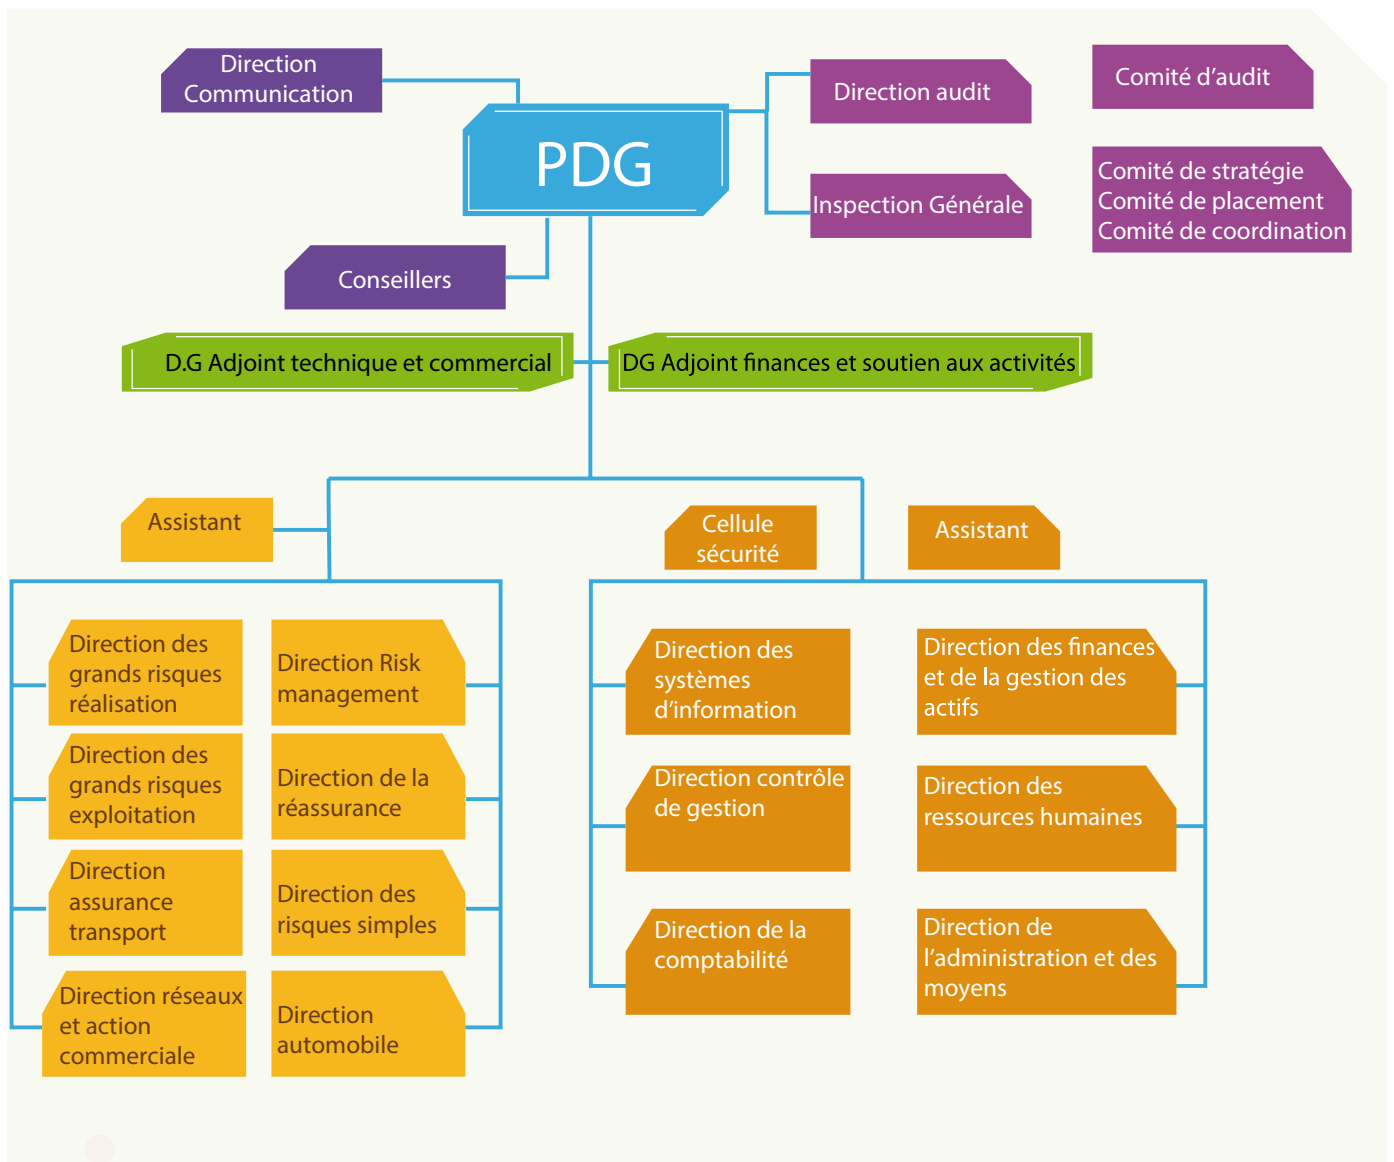 Direction
Communication
PDG
Direction audit
Comité d'audit
Inspection Générale
Comité de stratégie
Comité de placement
Comité de coordination
Conseillers
D.G Adjoint technique et commercial
DG Adjoint finances et soutien aux activités
Assistant
Cellule
sécurité
Assistant
Direction des
grands risques
réalisation
Direction Risk
management
Direction des
grands risques
exploitation
Direction de la
réassurance
Direction
assurance
transport
Direction des
risques simples
Direction réseaux
et action
commerciale
Direction
automobile
Direction des
systèmes
d'information
Direction des finances
et de la gestion des
actifs
Direction contrôle
de gestion
Direction des
ressources humaines
Direction de la
comptabilité
Direction de
l'administration et des
moyens